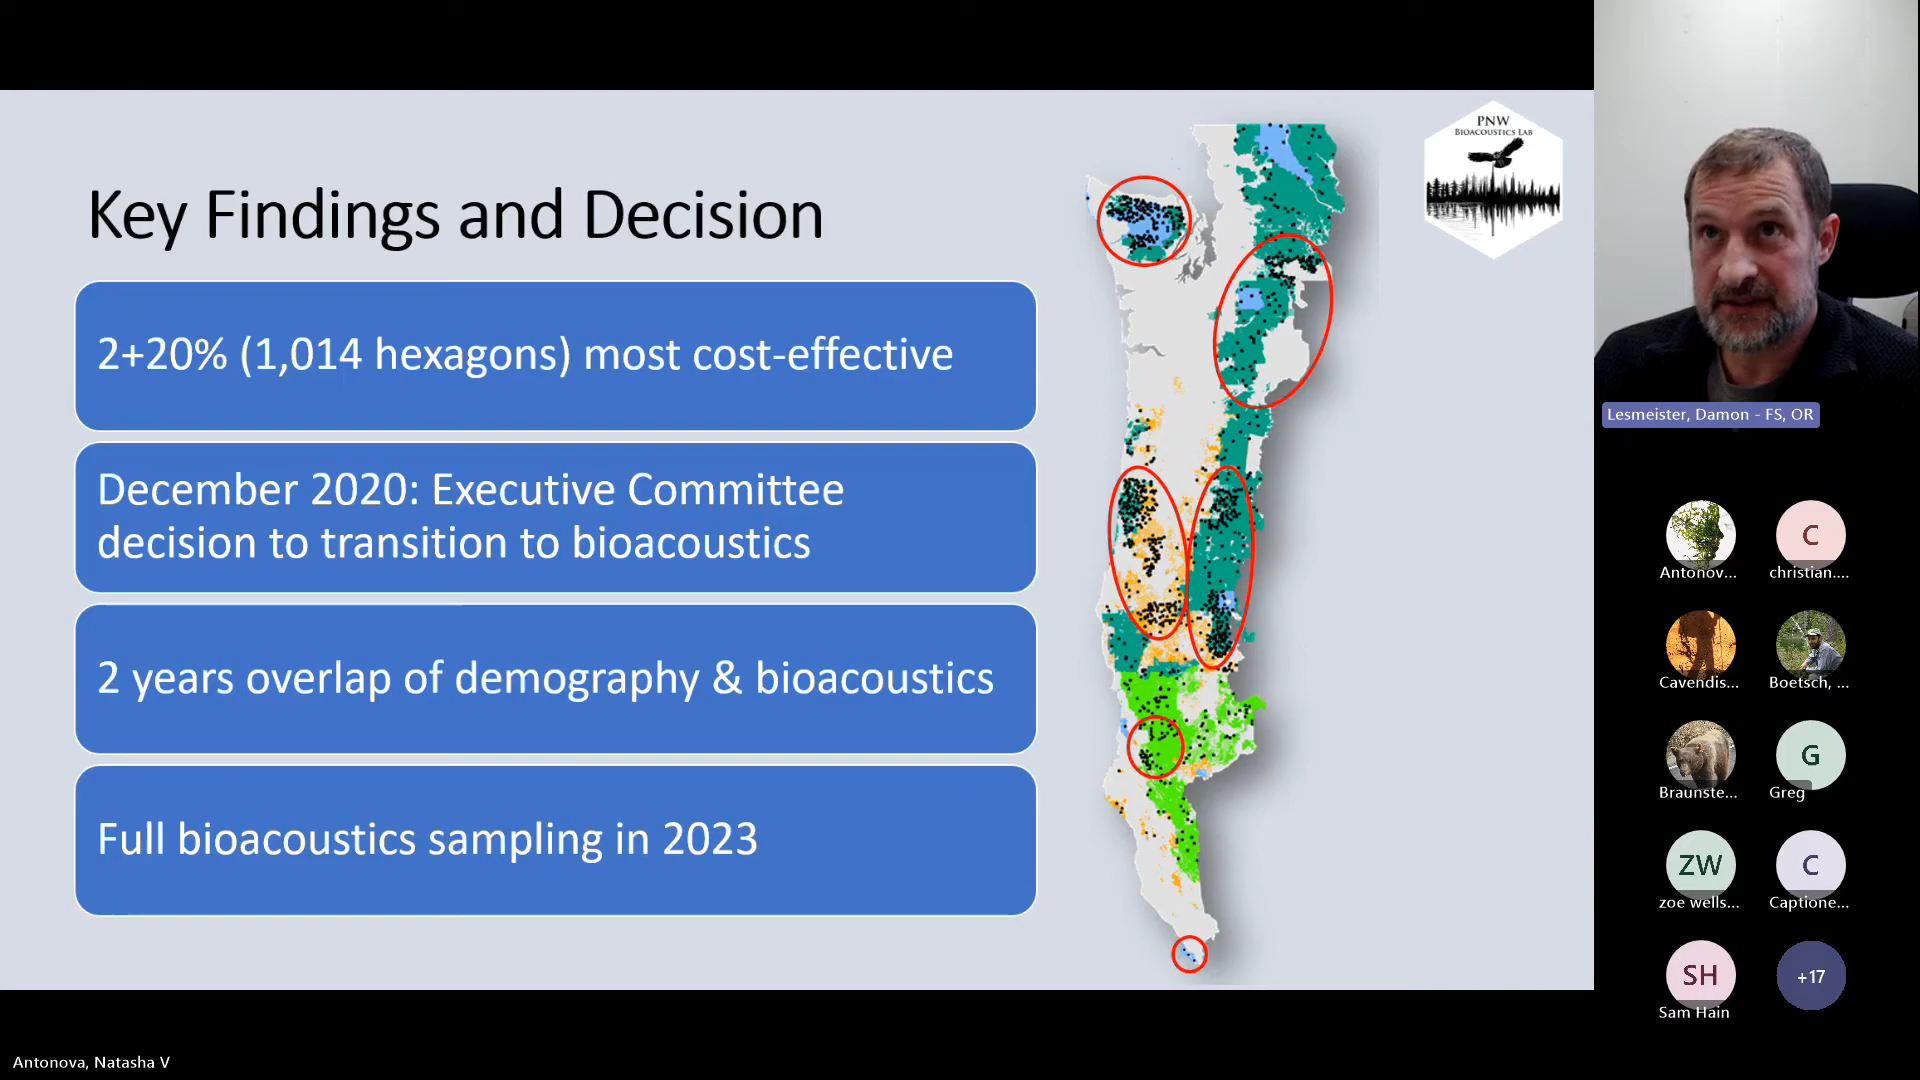 PNW
BIOACOUSTICS LAB
Key Findings and Decision
2+20% (1,014 hexagons) most cost-effective
December 2020: Executive Committee
decision to transition to bioacoustics
2 years overlap of demography & bioacoustics
Full bioacoustics sampling in 2023
Lesmeister, Damon - FS, OR
Antonov...
C
christian....
Cavendis...
Boetsch, ...
Braunste...
G
Greg
ZW
zoe wells...
C
Captione...
SH
Sam Hain
+17
Antonova, Natasha V